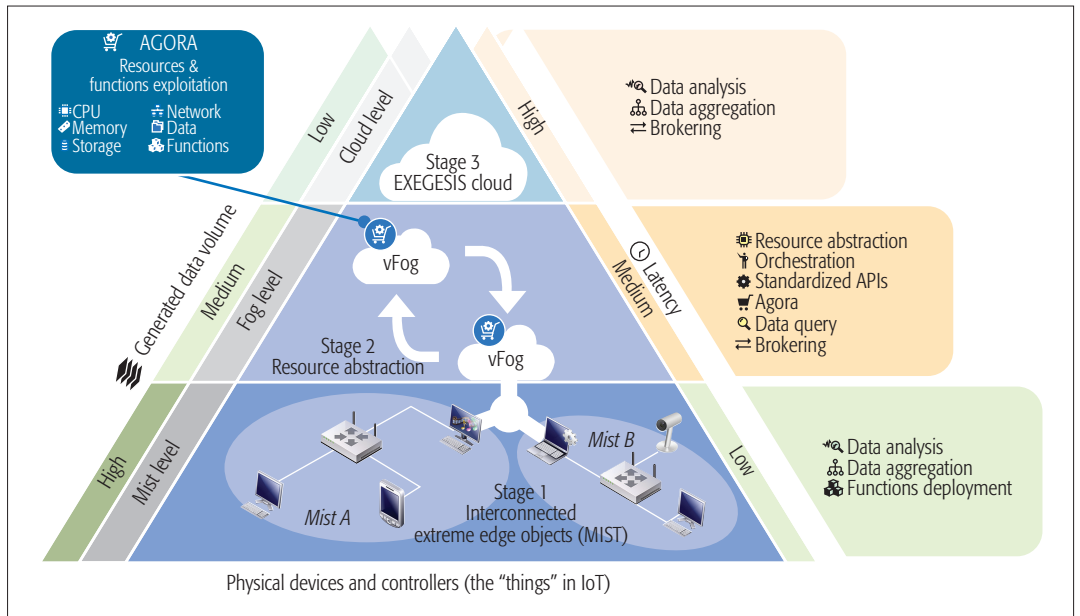 AGORA
Resources &
functions exploitation
CPU
Network
Memory
Data
Storage
Functions
Generated data volume
Low
Medium
High
Cloud level
Fog level
Mist level
Stage 3
EXEGESIS cloud
vFog
vFog
Stage 2
Resource abstraction
Mist A
Mist B
Stage 1
Interconnected
extreme edge objects (MIST)
High
Medium
Low
Latency
Data analysis
Data aggregation
Brokering
Resource abstraction
Orchestration
Standardized APIs
Agora
Data query
Brokering
Data analysis
Data aggregation
Functions deployment
Physical devices and controllers (the “things” in IoT)